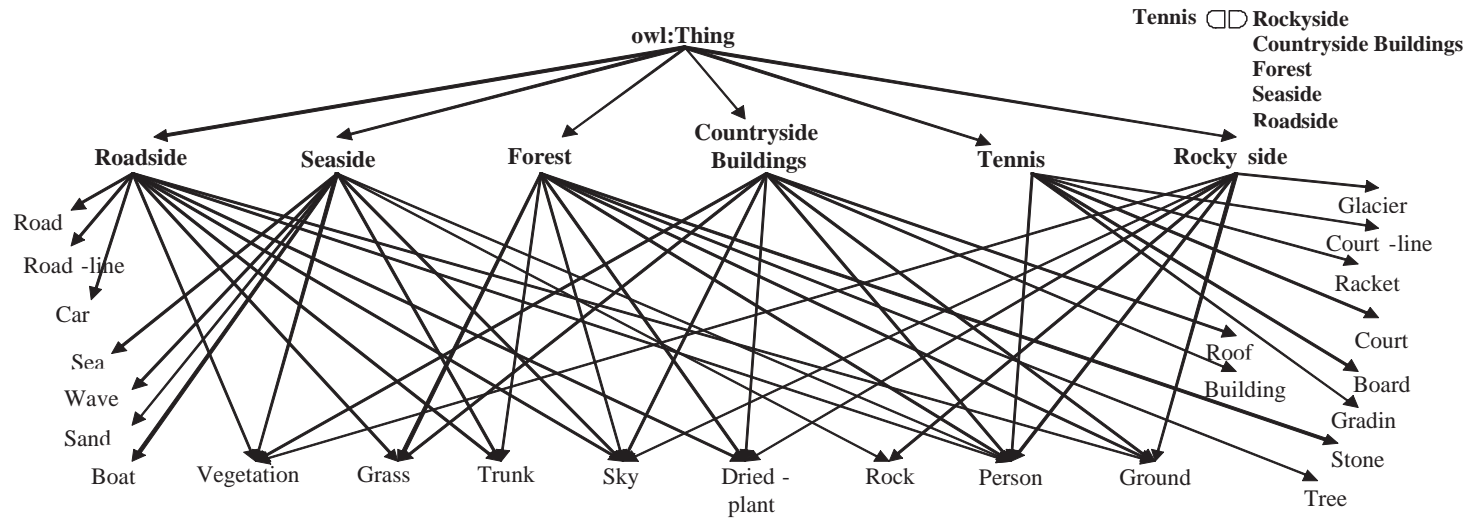 Tennis Rockyside
Countryside Buildings
Forest
Seaside
Roadside
owl:Thing
Roadside
Seaside
Forest
Countryside
Buildings
Tennis
Rocky side
Road
Road -line
Car
Sea
Wave
Sand
Boat
Vegetation
Grass
Trunk
Sky
Dried -
plant
Rock
Person
Ground
Roof
Building
Glacier
Court -line
Racket
Court
Board
Gradin
Stone
Tree